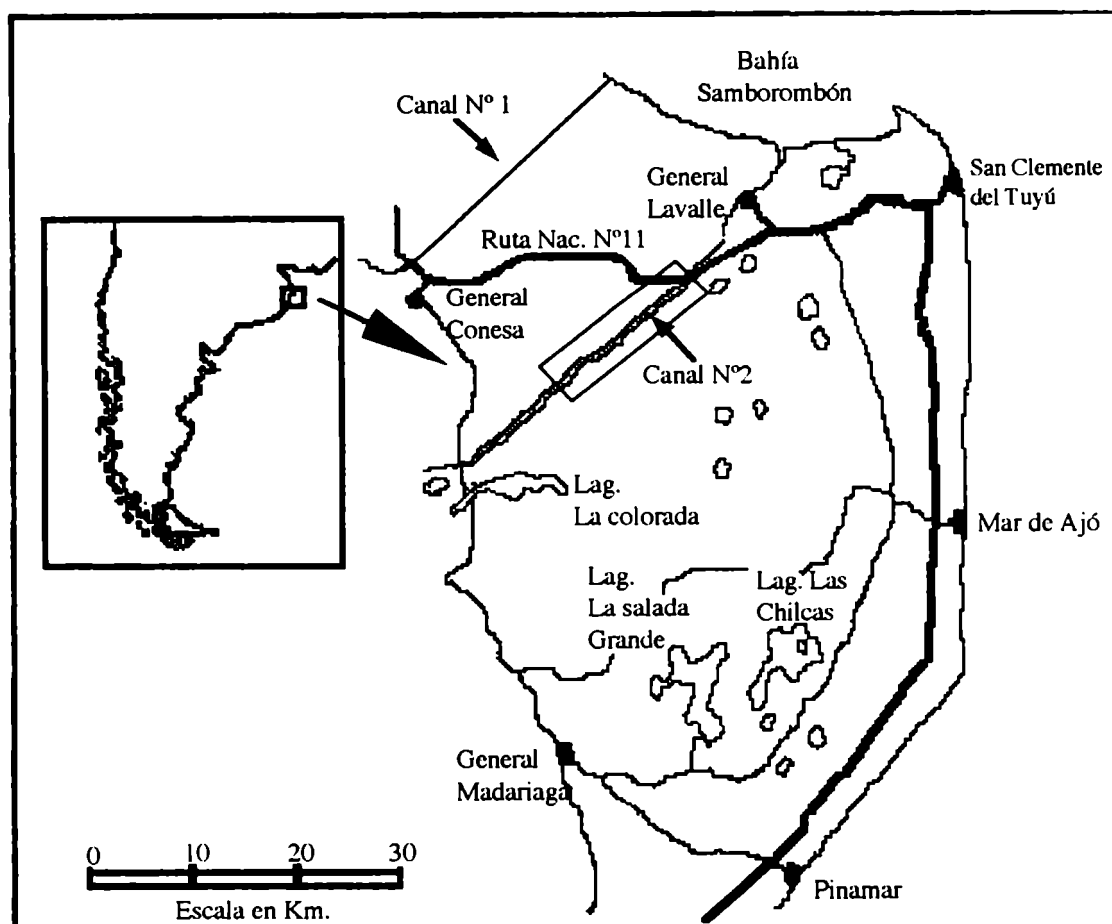 Bahía
Samborombón
Canal Nº 1
San Clemente
del Tuyú
General
Lavalle
Ruta Nac. Nº11
General
Conesa
Canal Nº2
Lag.
La colorada
Mar de Ajó
Lag.
La salada
Grande
Lag. Las
Chilcas
General
Madariaga
Pinamar
0 10 20 30
Escala en Km.